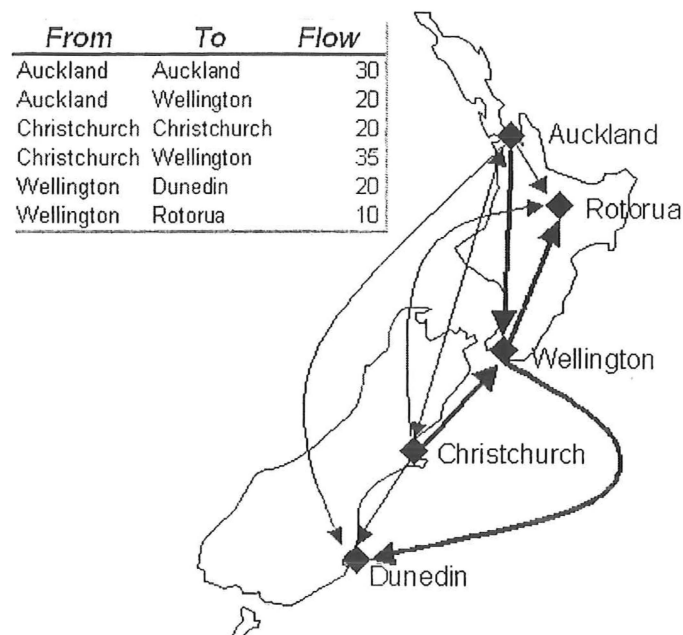 From To Flow
Auckland Auckland 30
Auckland Wellington 20
Christchurch Christchurch 20
Christchurch Wellington 35
Wellington Dunedin 20
Wellington Rotorua 10
Auckland
Rotorua
Wellington
Christchurch
Dunedin